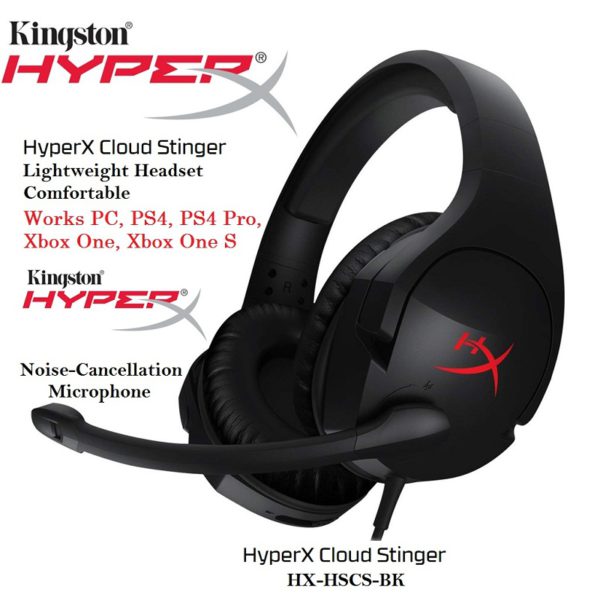 Kingston®
HYPERX®
HyperX Cloud Stinger
Lightweight Headset
Comfortable
Works PC, PS4, PS4 Pro,
Xbox One, Xbox One S
Kingston®
HYPERX®
Noise-Cancellation
Microphone
R
HX
HyperX Cloud Stinger
HX-HSCS-BK